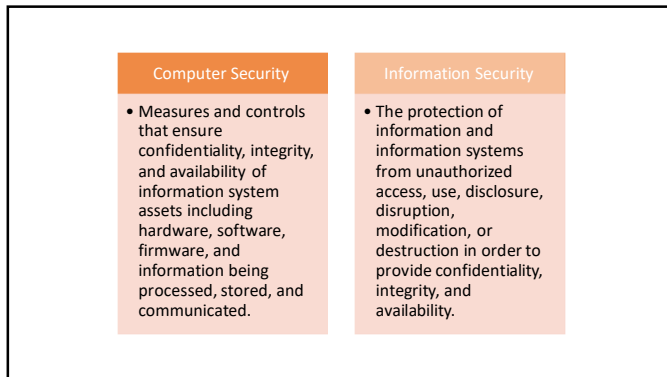 Computer Security
• Measures and controls
that ensure
confidentiality, integrity,
and availability of
information system
assets including
hardware, software,
firmware, and
information being
processed, stored, and
communicated.
Information Security
• The protection of
information and
information systems
from unauthorized
access, use, disclosure,
disruption,
modification, or
destruction in order to
provide confidentiality,
integrity, and
availability.